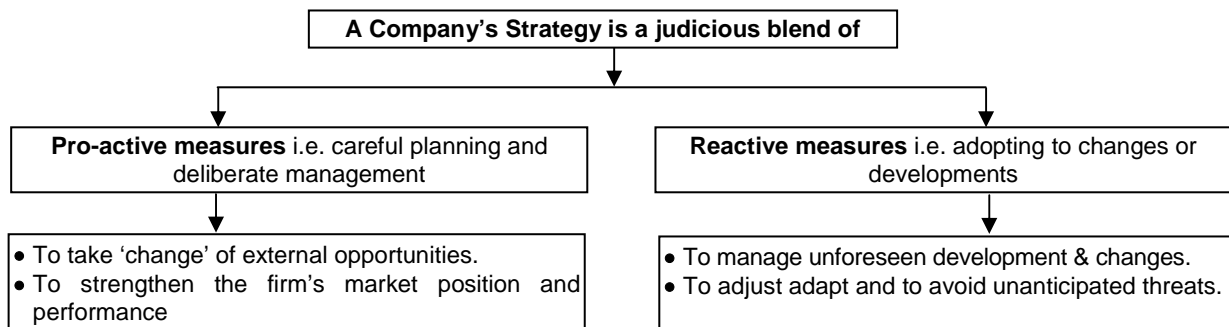 A Company’s Strategy is a judicious blend of
Pro-active measures i.e. careful planning and
deliberate management
Reactive measures i.e. adopting to changes or
developments
• To take ‘change’ of external opportunities.
• To strengthen the firm’s market position and
performance
• To manage unforeseen development & changes.
• To adjust adapt and to avoid unanticipated threats.